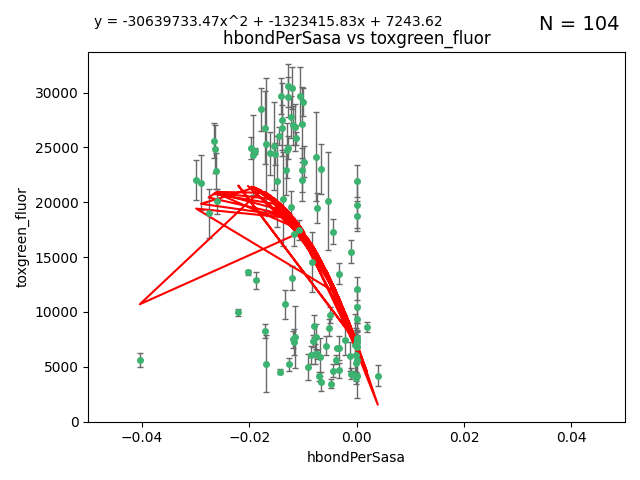 y = -30639733.47x^2 + -1323415.83x + 7243.62
N = 104
hbondPerSasa vs toxgreen_fluor
30000
25000
20000
15000
10000
5000
0
toxgreen_fluor
−0.04
−0.02
0.00
0.02
0.04
hbondPerSasa